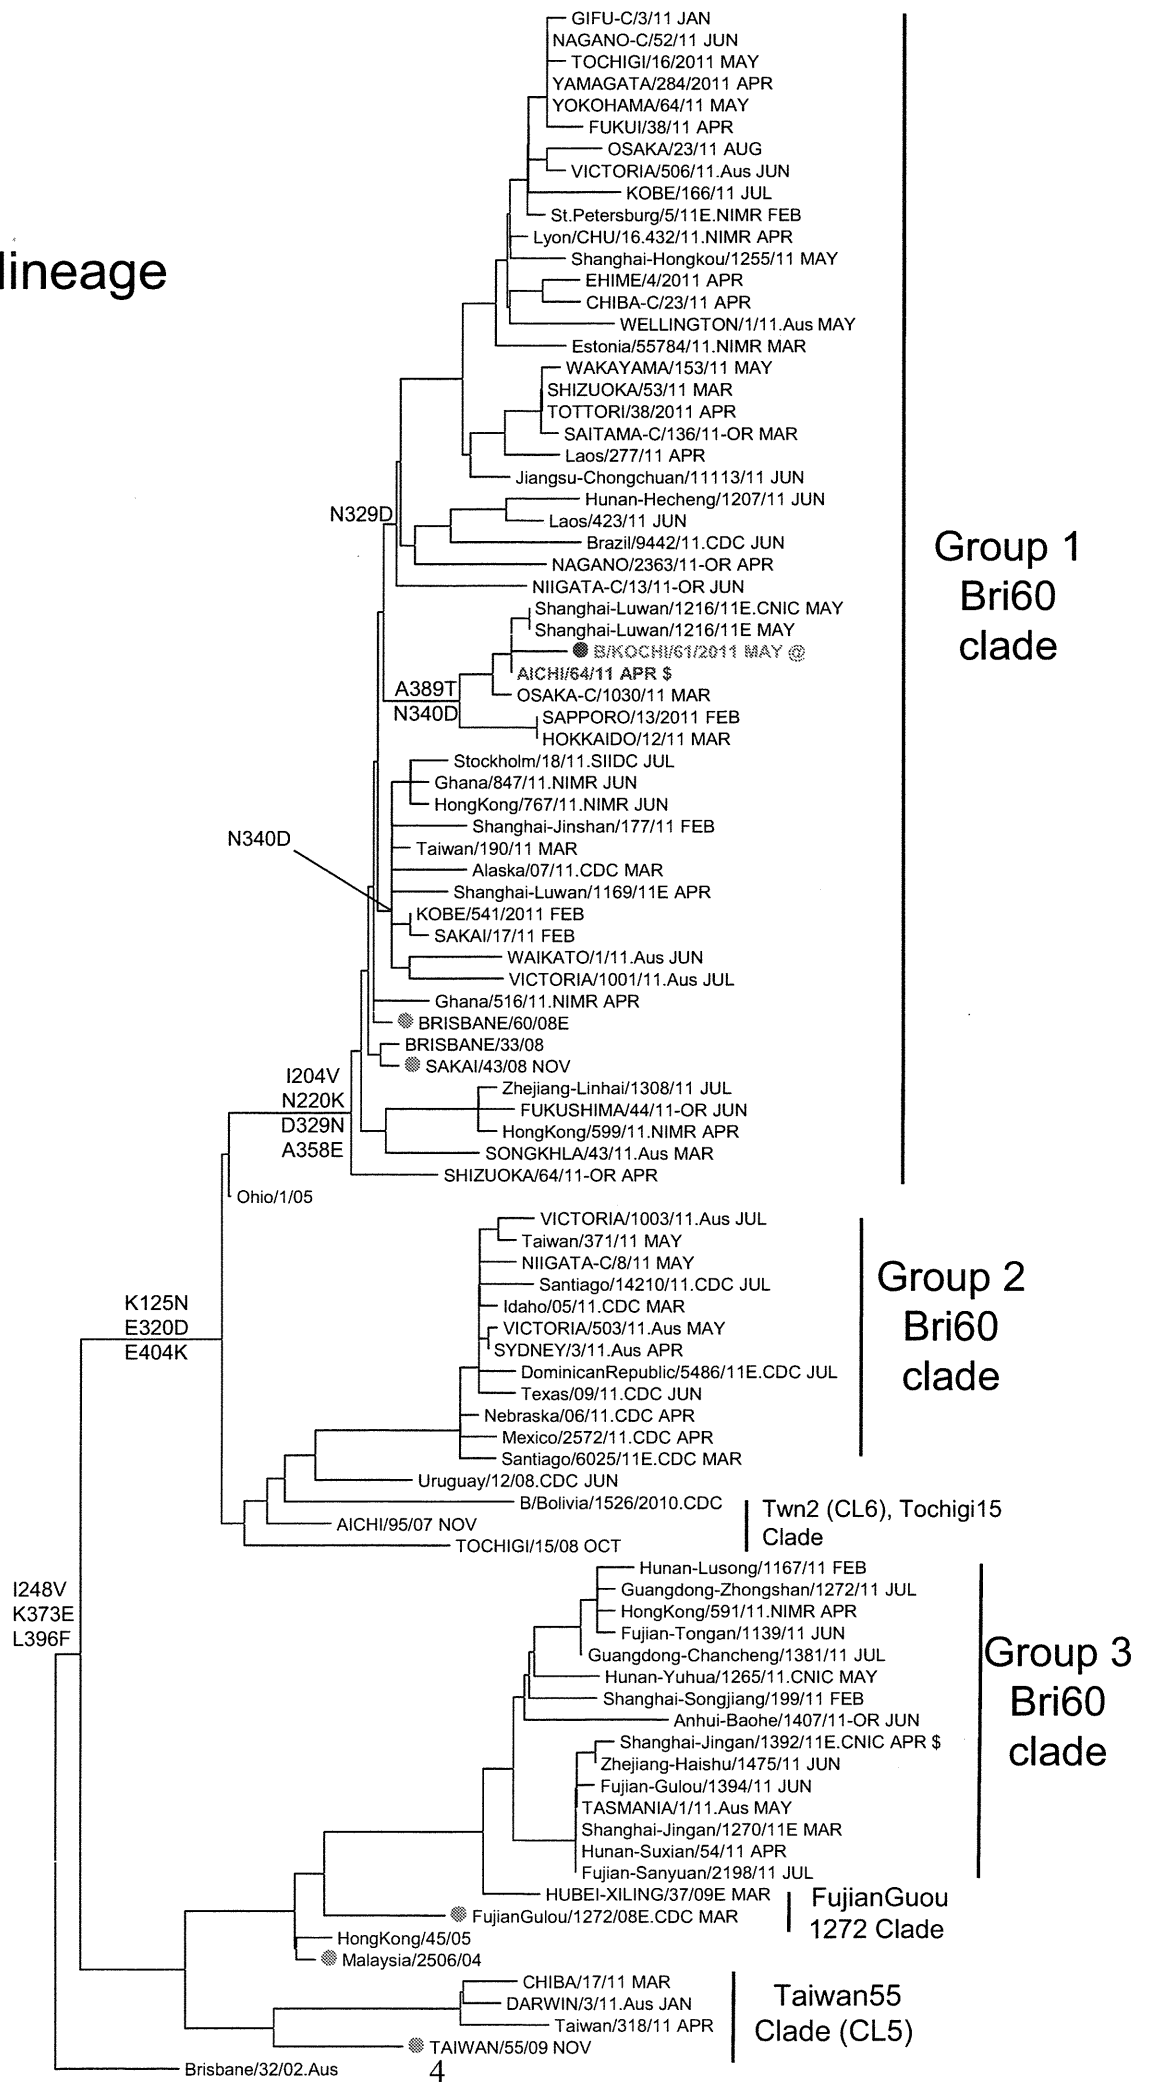 GIFU-C/3/11 JAN
NAGANO-C/52/11 JUN
TOCHIGI/16/2011 MAY
YAMAGATA/284/2011 APR
YOKOHAMA/64/11 MAY
FUKUI/38/11 APR
OSAKA/23/11 AUG
VICTORIA/506/11.Aus JUN
KOBE/166/11 JUL
St.Petersburg/5/11E.NIMR FEB
Lyon/CHU/16.432/11.NIMR APR
Shanghai-Hongkou/1255/11 MAY
lineage
EHIME/4/2011 APR
CHIBA-C/23/11 APR
WELLINGTON/1/11.Aus MAY
Estonia/55784/11.NIMR MAR
WAKAYAMA/153/11 MAY
SHIZUOKA/53/11 MAR
TOTTORI/38/2011 APR
SAITAMA-C/136/11-OR MAR
Laos/277/11 APR
Jiangsu-Chongchuan/11113/11 JUN
Hunan-Hecheng/1207/11 JUN
N329D
Laos/423/11 JUN
Brazil/9442/11.CDC JUN
NAGANO/2363/11-OR APR
NIIGATA-C/13/11-OR JUN
Group 1
Bri60
clade
Shanghai-Luwan/1216/11E.CNIC MAY
Shanghai-Luwan/1216/11E MAY
B/KOCHI/61/2011 MAY @
AICHI/64/11 APR $
A389T
N340D
OSAKA-C/1030/11 MAR
SAPPORO/13/2011 FEB
HOKKAIDO/12/11 MAR
Stockholm/18/11.SIIDC JUL
Ghana/847/11.NIMR JUN
HongKong/767/11.NIMR JUN
Shanghai-Jinshan/177/11 FEB
N340D
Taiwan/190/11 MAR
Alaska/07/11.CDC MAR
Shanghai-Luwan/1169/11E APR
KOBE/541/2011 FEB
SAKAI/17/11 FEB
WAIKATO/1/11.Aus JUN
VICTORIA/1001/11.Aus JUL
Ghana/516/11.NIMR APR
BRISBANE/60/08E
BRISBANE/33/08
SAKAI/43/08 NOV
I204V
N220K
D329N
A358E
Zhejiang-Linhai/1308/11 JUL
FUKUSHIMA/44/11-OR JUN
HongKong/599/11.NIMR APR
SONGKHLA/43/11.Aus MAR
SHIZUOKA/64/11-OR APR
Ohio/1/05
VICTORIA/1003/11.Aus JUL
Taiwan/371/11 MAY
NIIGATA-C/8/11 MAY
Santiago/14210/11.CDC JUL
Idaho/05/11.CDC MAR
VICTORIA/503/11.Aus MAY
SYDNEY/3/11.Aus APR
DominicanRepublic/5486/11E.CDC JUL
Texas/09/11.CDC JUN
Nebraska/06/11.CDC APR
Mexico/2572/11.CDC APR
Santiago/6025/11E.CDC MAR
Group 2
Bri60
clade
K125N
E320D
E404K
Uruguay/12/08.CDC JUN
B/Bolivia/1526/2010.CDC
AICHI/95/07 NOV
TOCHIGI/15/08 OCT
Twn2 (CL6), Tochigi15
Clade
Hunan-Lusong/1167/11 FEB
Guangdong-Zhongshan/1272/11 JUL
HongKong/591/11.NIMR APR
Fujian-Tongan/1139/11 JUN
Guangdong-Chancheng/1381/11 JUL
Hunan-Yuhua/1265/11.CNIC MAY
Shanghai-Songjiang/199/11 FEB
Anhui-Baohe/1407/11-OR JUN
I248V
K373E
L396F
Group 3
Bri60
clade
Shanghai-Jingan/1392/11E.CNIC APR $
Zhejiang-Haishu/1475/11 JUN
Fujian-Gulou/1394/11 JUN
TASMANIA/1/11.Aus MAY
Shanghai-Jingan/1270/11E MAR
Hunan-Suxian/54/11 APR
Fujian-Sanyuan/2198/11 JUL
HUBEI-XILING/37/09E MAR
FujianGulou/1272/08E.CDC MAR
FujianGuou
1272 Clade
HongKong/45/05
Malaysia/2506/04
CHIBA/17/11 MAR
DARWIN/3/11.Aus JAN
Taiwan/318/11 APR
TAIWAN/55/09 NOV
Taiwan55
Clade (CL5)
Brisbane/32/02.Aus
4